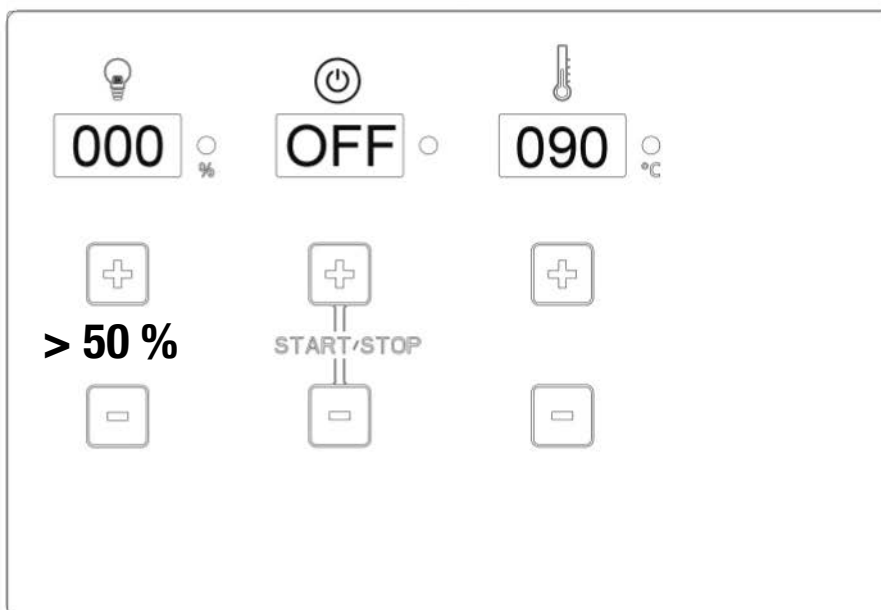 000 % OFF 090 °C
+ + +
> 50 % START/STOP
- - -